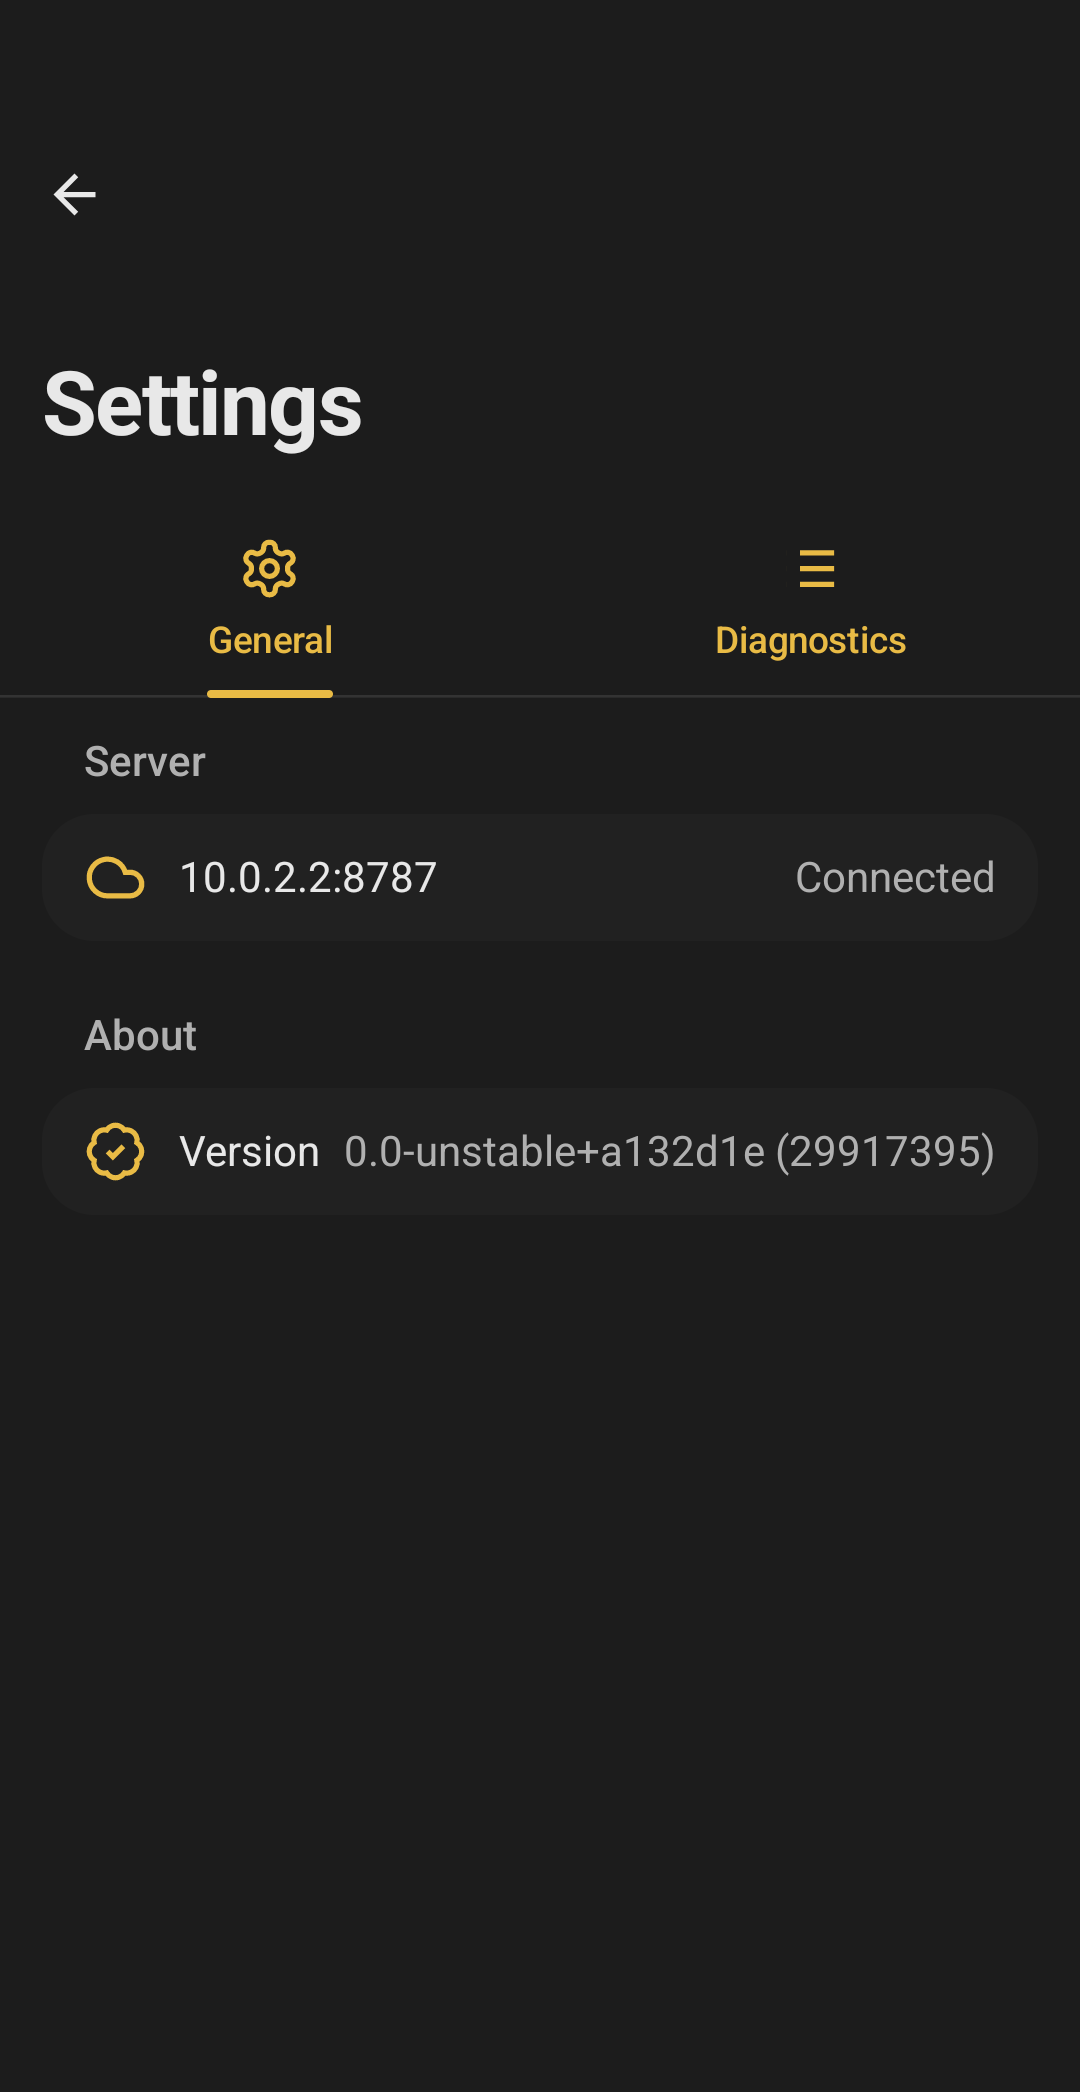 Settings
General
Diagnostics
Server
10.0.2.2:8787 Connected
About
Version 0.0-unstable+a132d1e (29917395)